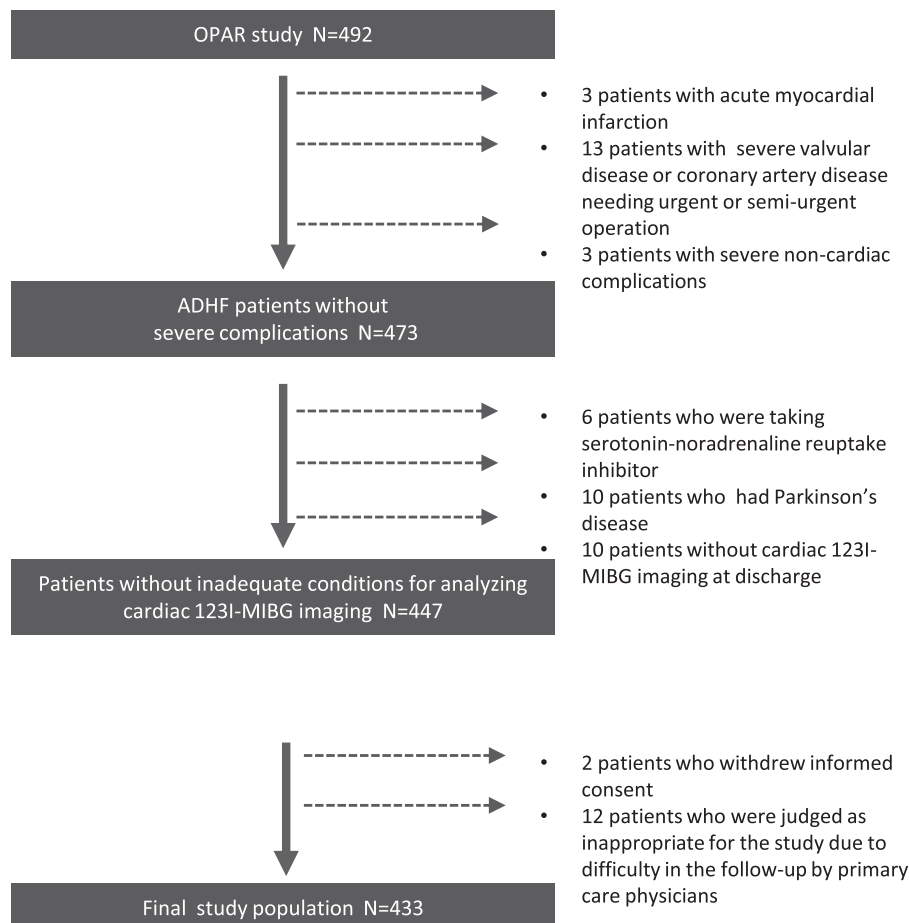 OPAR study N=492
• 3 patients with acute myocardial
infarction
• 13 patients with severe valvular
disease or coronary artery disease
needing urgent or semi-urgent
operation
• 3 patients with severe non-cardiac
complications
ADHF patients without
severe complications N=473
• 6 patients who were taking
serotonin-noradrenaline reuptake
inhibitor
• 10 patients who had Parkinson’s
disease
• 10 patients without cardiac 123I-
MIBG imaging at discharge
Patients without inadequate conditions for analyzing
cardiac 123I-MIBG imaging N=447
• 2 patients who withdrew informed
consent
• 12 patients who were judged as
inappropriate for the study due to
difficulty in the follow-up by primary
care physicians
Final study population N=433